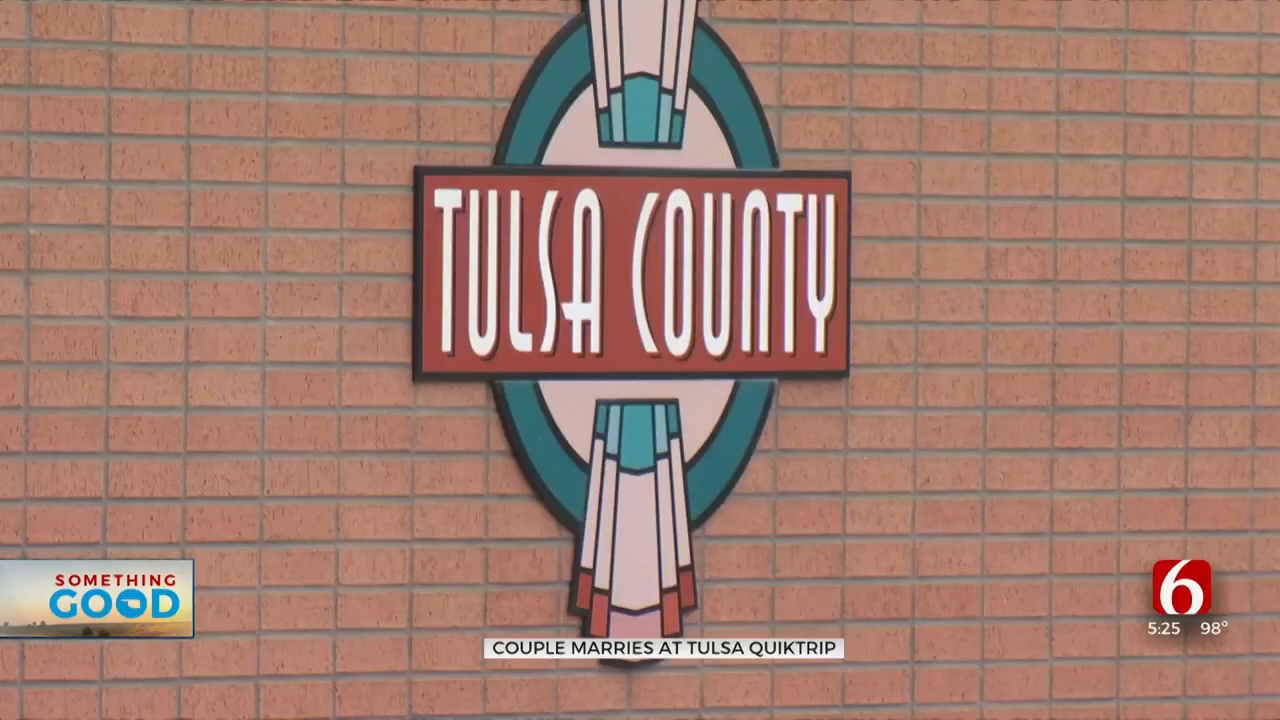 TULSA COUNTY
SOMETHING
GOOD
6
5:25 98°
COUPLE MARRIES AT TULSA QUIKTRIP